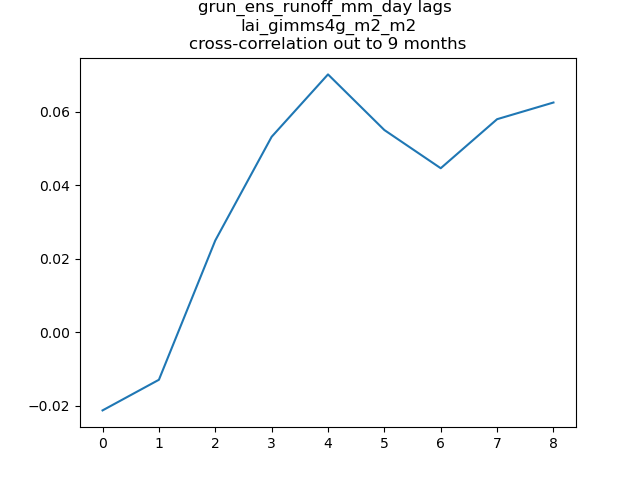 grun_ens_runoff_mm_day lags
lai_gimms4g_m2_m2
cross-correlation out to 9 months
0.06
0.04
0.02
0.00
−0.02
0 1 2 3 4 5 6 7 8